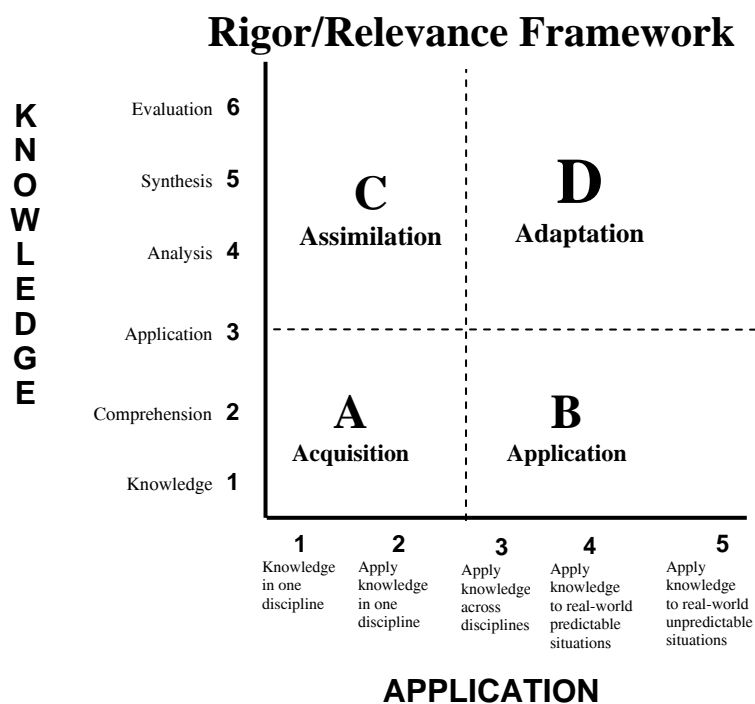 Rigor/Relevance Framework
KNOWLEDGE
Evaluation 6
Synthesis 5
Analysis 4
Application 3
Comprehension 2
Knowledge 1
C
Assimilation
D
Adaptation
A
Acquisition
B
Application
1
Knowledge
in one
discipline
2
Apply
knowledge
in one
discipline
3
Apply
knowledge
across
disciplines
4
Apply
knowledge
to real-world
predictable
situations
5
Apply
knowledge
to real-world
unpredictable
situations
APPLICATION